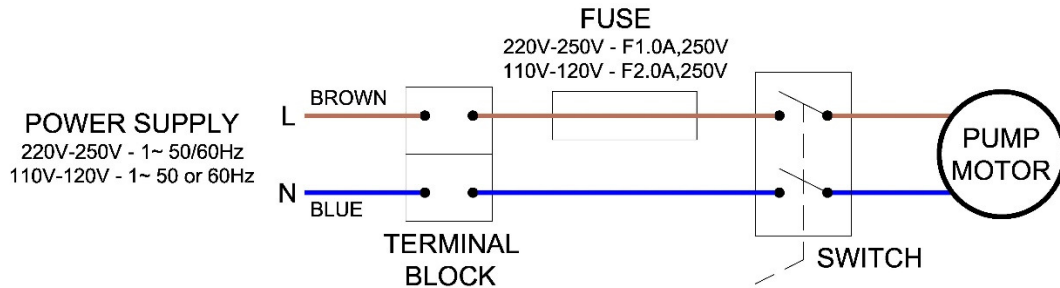 FUSE
220V-250V - F1.0A,250V
110V-120V - F2.0A,250V
POWER SUPPLY
220V-250V - 1~ 50/60Hz
110V-120V - 1~ 50 or 60Hz
L
BROWN
N
BLUE
TERMINAL
BLOCK
SWITCH
PUMP
MOTOR